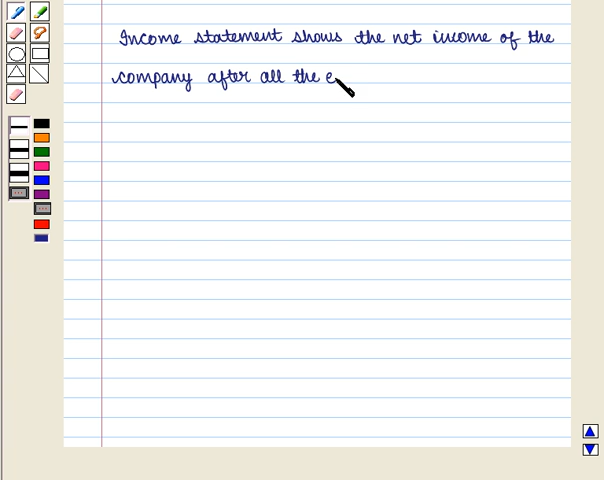 Income statement shows the net income of the
company after all the e